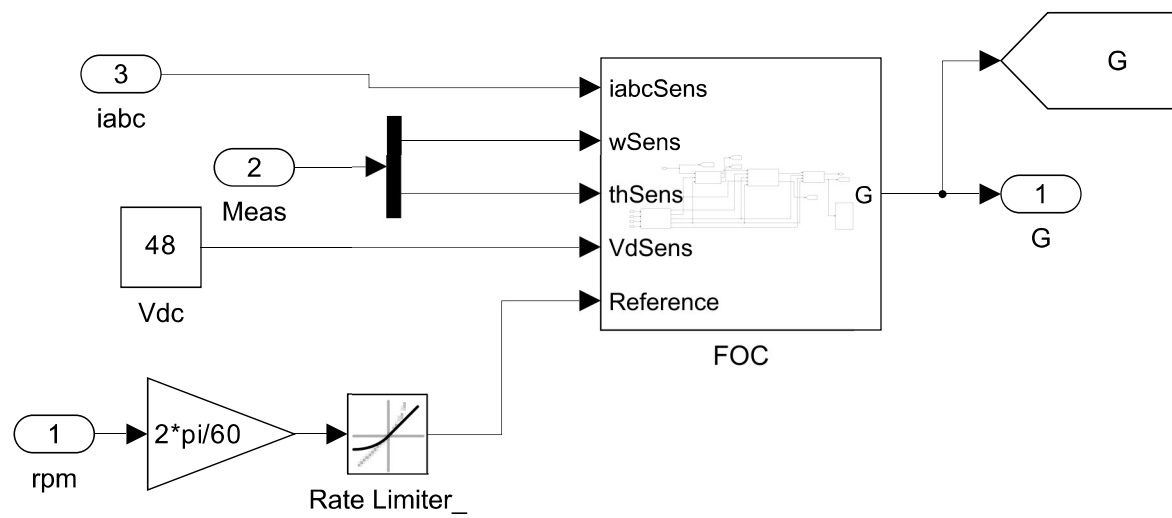 3
iabc
2
Meas
48
Vdc
1
rpm
2*pi/60
Rate Limiter_
iabcSens
wSens
thSens
VdSens
Reference
G
FOC
G
1
G